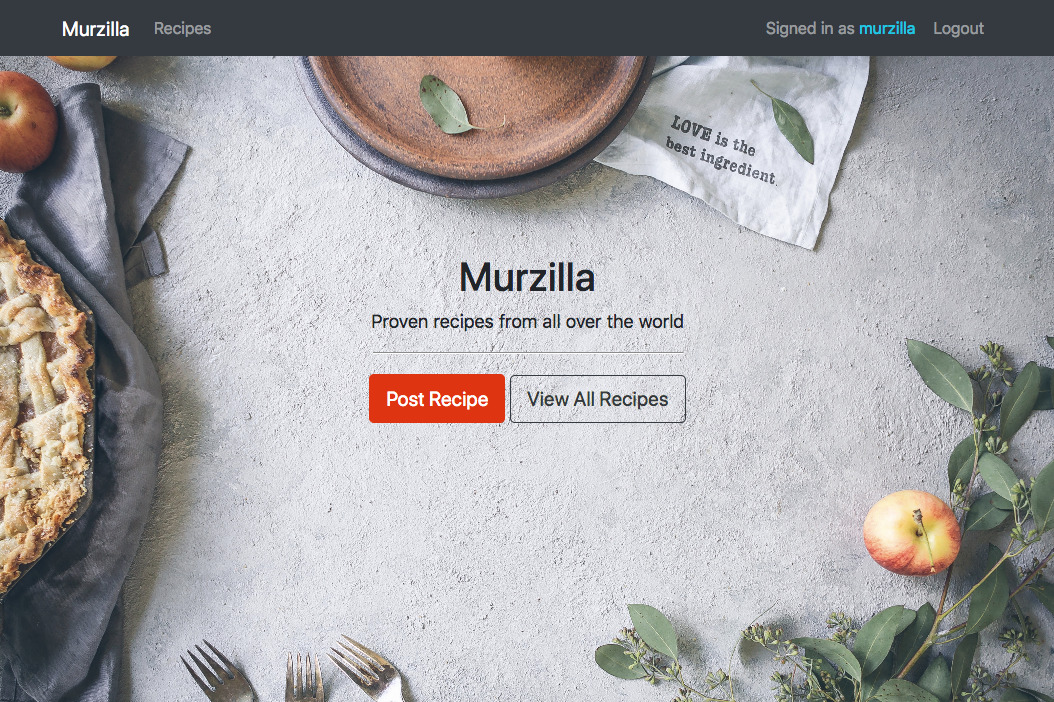 Murzilla Recipes Signed in as murzilla Logout
LOVE is the
best ingredient.
Murzilla
Proven recipes from all over the world
Post Recipe View All Recipes